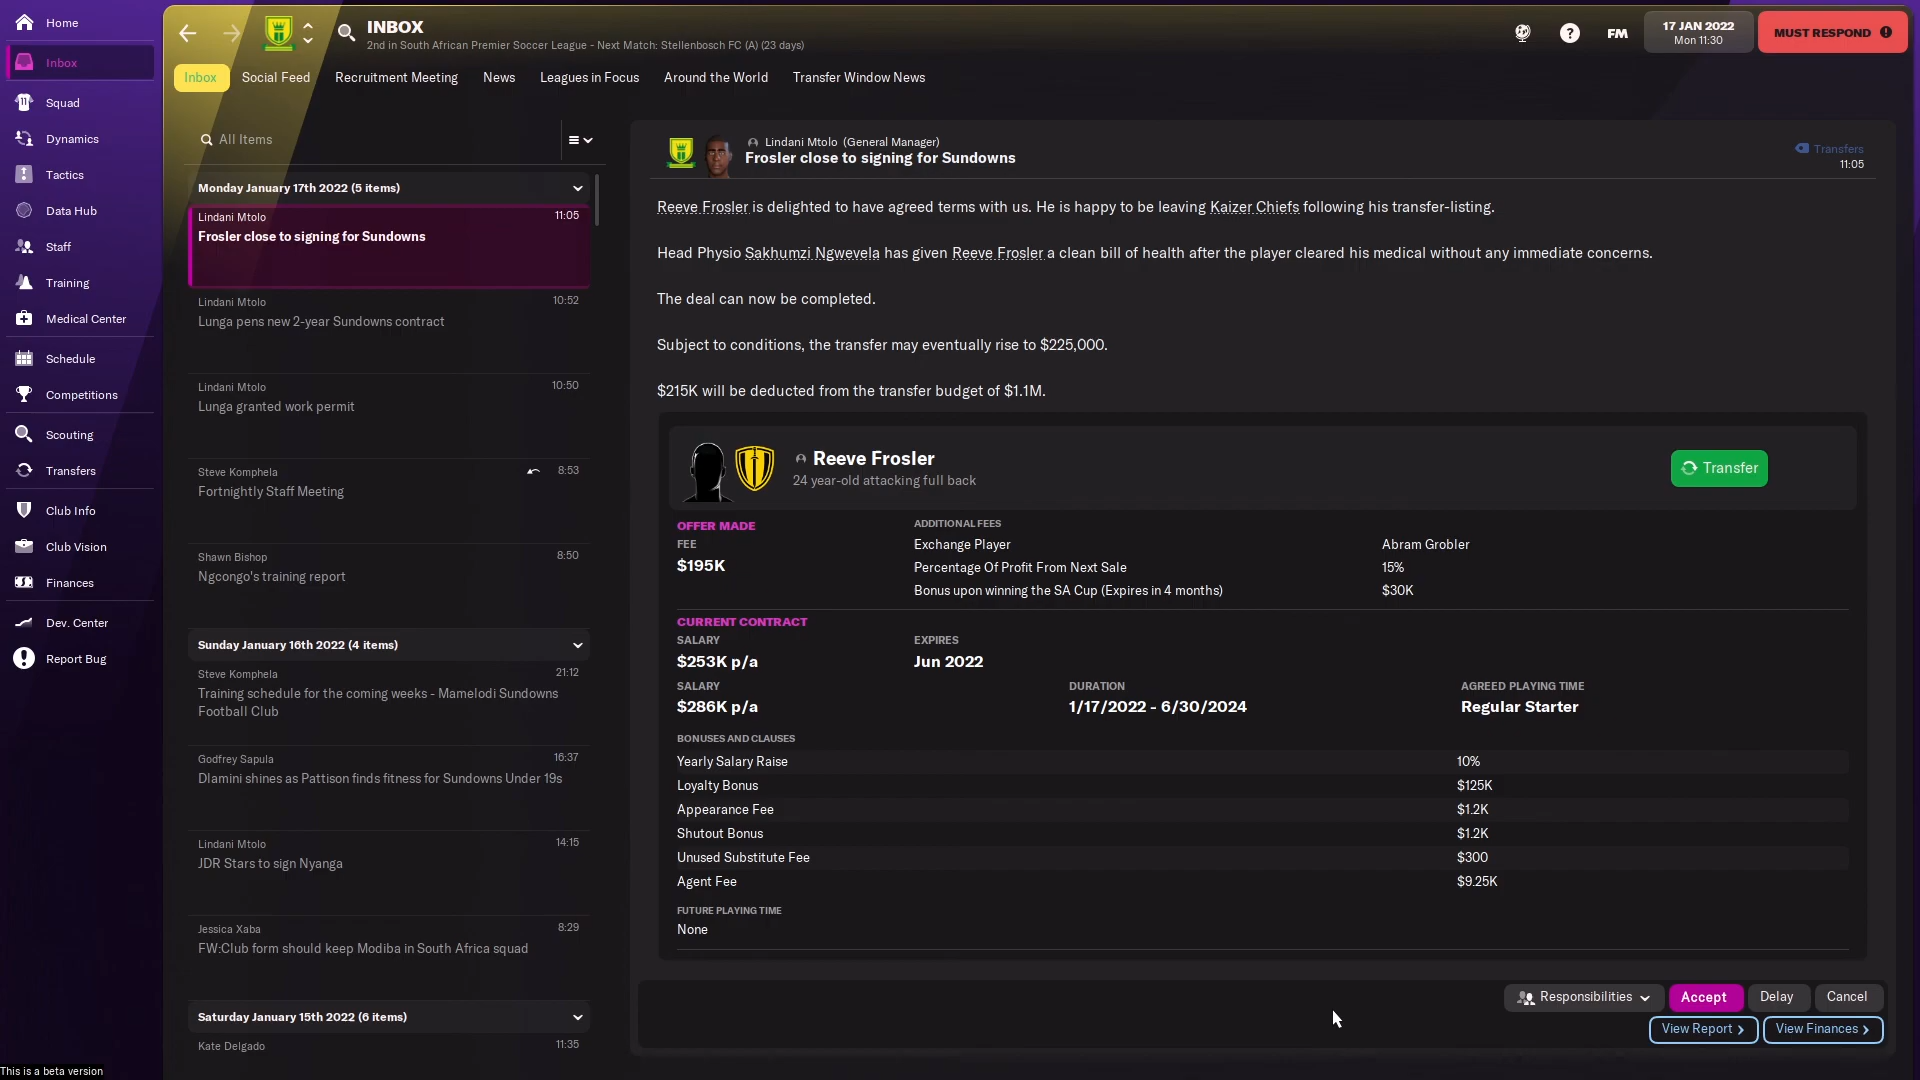 Home
Inbox
Squad
Dynamics
Tactics
Data Hub
Staff
Training
Medical Center
Schedule
Competitions
Scouting
Transfers
Club Info
Club Vision
Finances
Dev. Center
Report Bug
This is a beta version
INBOX
2nd in South African Premier Soccer League - Next Match: Stellenbosch FC (A) (23 days)
FM
17 JAN 2022
Mon 11:30
MUST RESPOND
Inbox Social Feed Recruitment Meeting News Leagues in Focus Around the World Transfer Window News
All Items
Monday January 17th 2022 (5 items)
Lindani Mtolo 11:05
Frosler close to signing for Sundowns
Lindani Mtolo 10:52
Lunga pens new 2-year Sundowns contract
Lindani Mtolo 10:50
Lunga granted work permit
Steve Komphela 8:53
Fortnightly Staff Meeting
Shawn Bishop 8:50
Ngcongo's training report
Sunday January 16th 2022 (4 items)
Steve Komphela 21:12
Training schedule for the coming weeks - Mamelodi Sundowns
Football Club
Godfrey Sapula 16:37
Dlamini shines as Pattison finds fitness for Sundowns Under 19s
Lindani Mtolo 14:15
JDR Stars to sign Nyanga
Jessica Xaba 8:29
FW:Club form should keep Modiba in South Africa squad
Saturday January 15th 2022 (6 items)
Kate Delgado 11:35
Lindani Mtolo (General Manager)
Frosler close to signing for Sundowns
Transfers
11:05
Reeve Frosler is delighted to have agreed terms with us. He is happy to be leaving Kaizer Chiefs following his transfer-listing.
Head Physio Sakhumzi Ngwevela has given Reeve Frosler a clean bill of health after the player cleared his medical without any immediate concerns.
The deal can now be completed.
Subject to conditions, the transfer may eventually rise to $225,000.
$215K will be deducted from the transfer budget of $1.1M.
Reeve Frosler
24 year-old attacking full back
Transfer
OFFER MADE
FEE
$195K
ADDITIONAL FEES
Exchange Player Abram Grobler
Percentage Of Profit From Next Sale 15%
Bonus upon winning the SA Cup (Expires in 4 months) $30K
CURRENT CONTRACT
SALARY EXPIRES
$253K p/a Jun 2022
SALARY DURATION AGREED PLAYING TIME
$286K p/a 1/17/2022 - 6/30/2024 Regular Starter
BONUSES AND CLAUSES
Yearly Salary Raise 10%
Loyalty Bonus $125K
Appearance Fee $1.2K
Shutout Bonus $1.2K
Unused Substitute Fee $300
Agent Fee $9.25K
FUTURE PLAYING TIME
None
Responsibilities Accept Delay Cancel
View Report View Finances